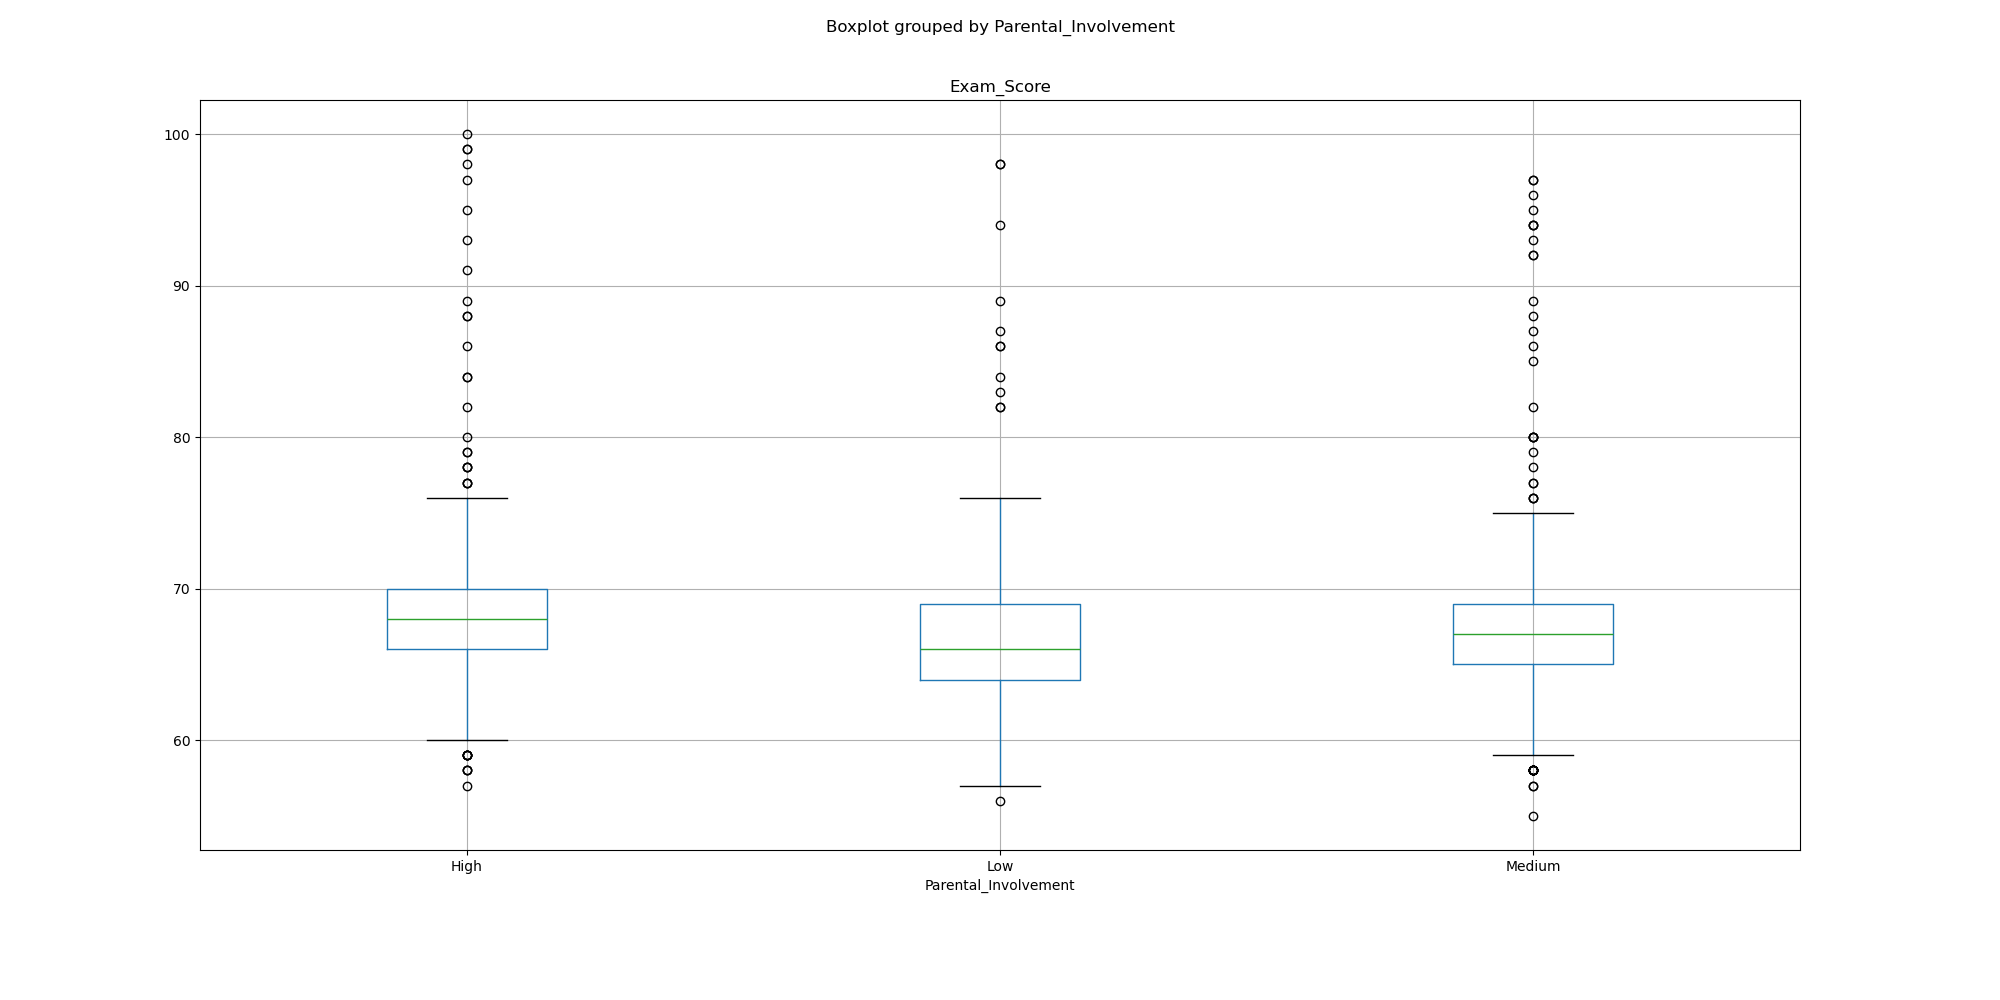 Boxplot grouped by Parental_Involvement
Exam_Score
100
90
80
70
60
High Low Medium
Parental_Involvement